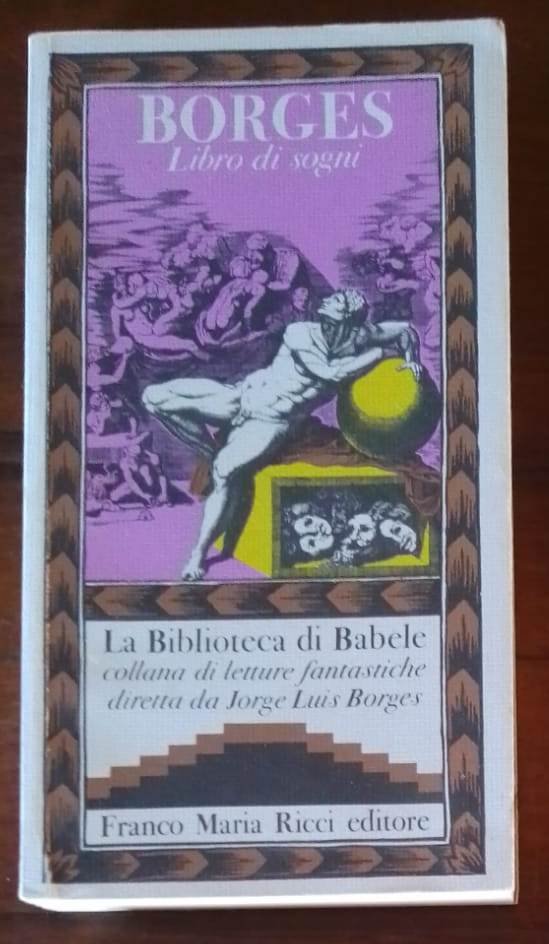 BORGES
Libro di sogni
La Biblioteca di Babele
collana di letture fantastiche
diretta da Jorge Luis Borges
Franco Maria Ricci editore